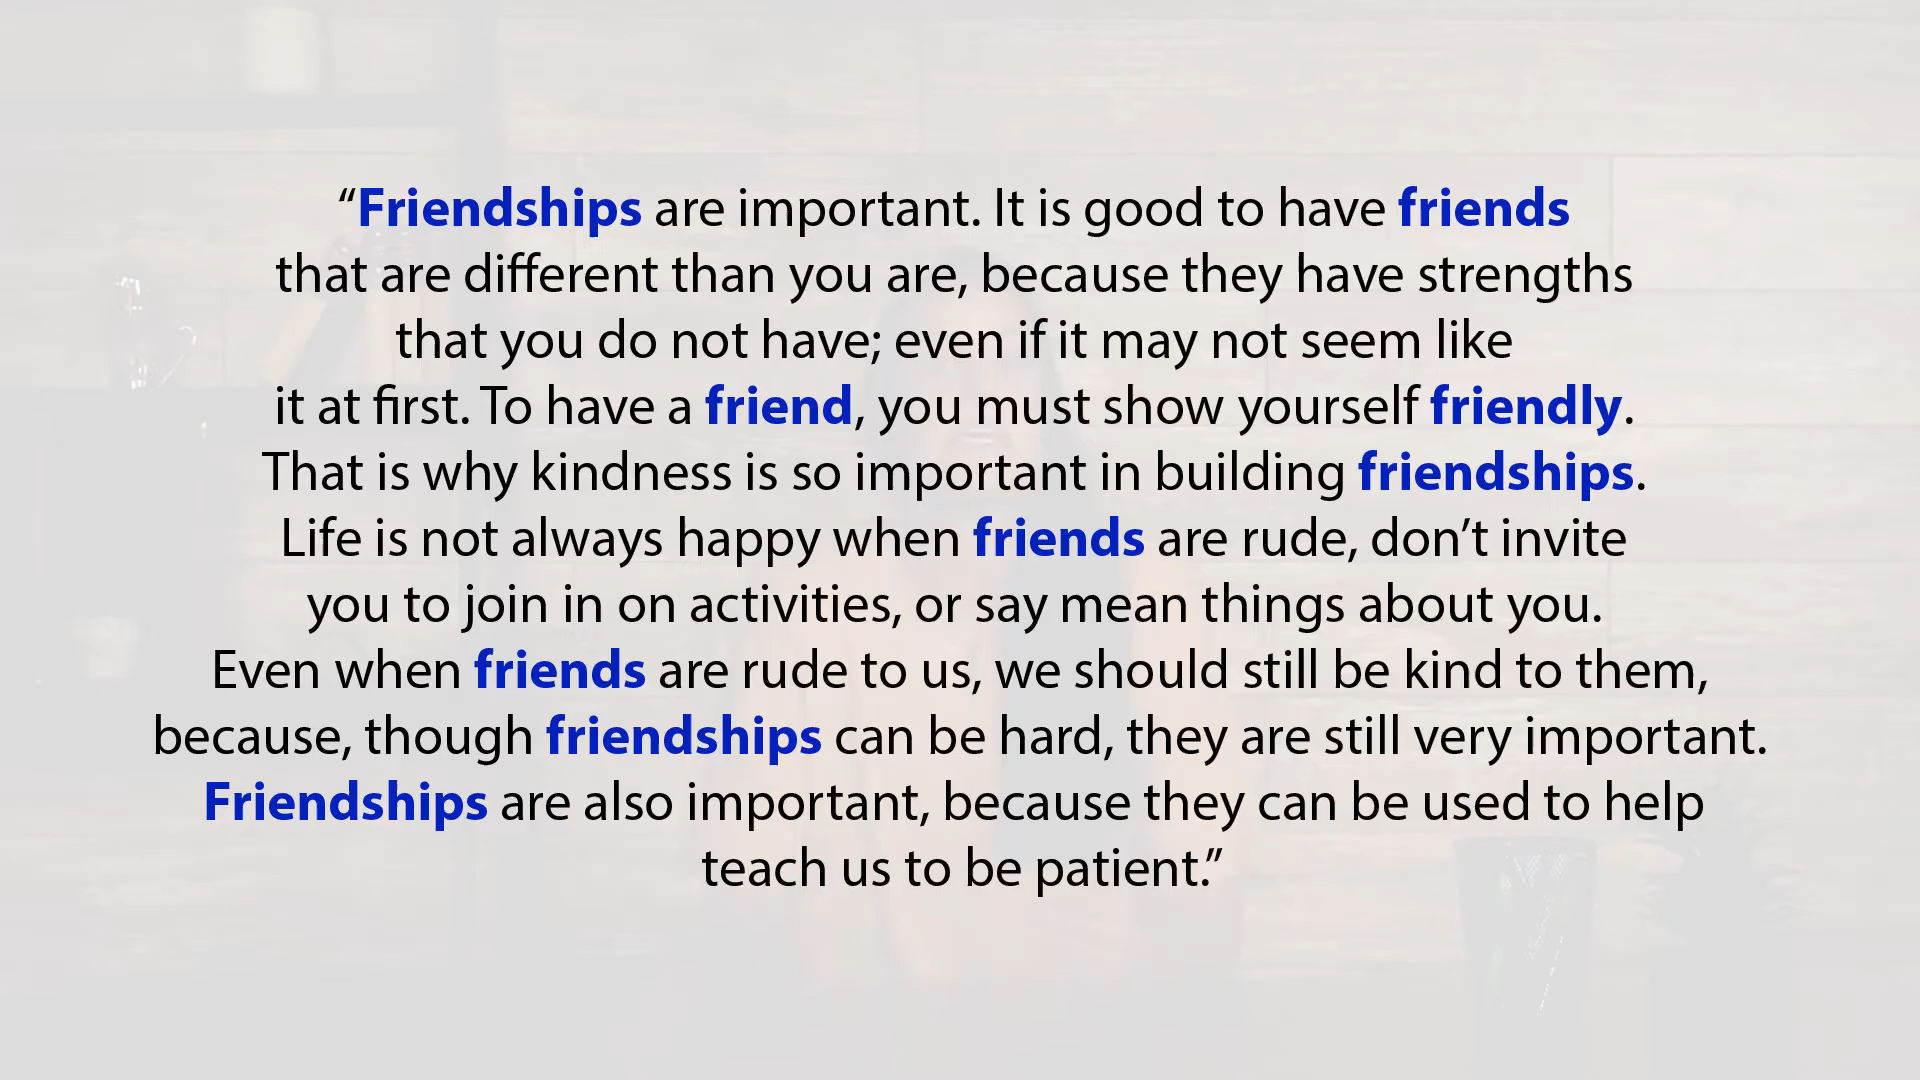 “Friendships are important. It is good to have friends
that are different than you are, because they have strengths
that you do not have; even if it may not seem like
it at first. To have a friend, you must show yourself friendly.
That is why kindness is so important in building friendships.
Life is not always happy when friends are rude, don’t invite
you to join in on activities, or say mean things about you.
Even when friends are rude to us, we should still be kind to them,
because, though friendships can be hard, they are still very important.
Friendships are also important, because they can be used to help
teach us to be patient.”